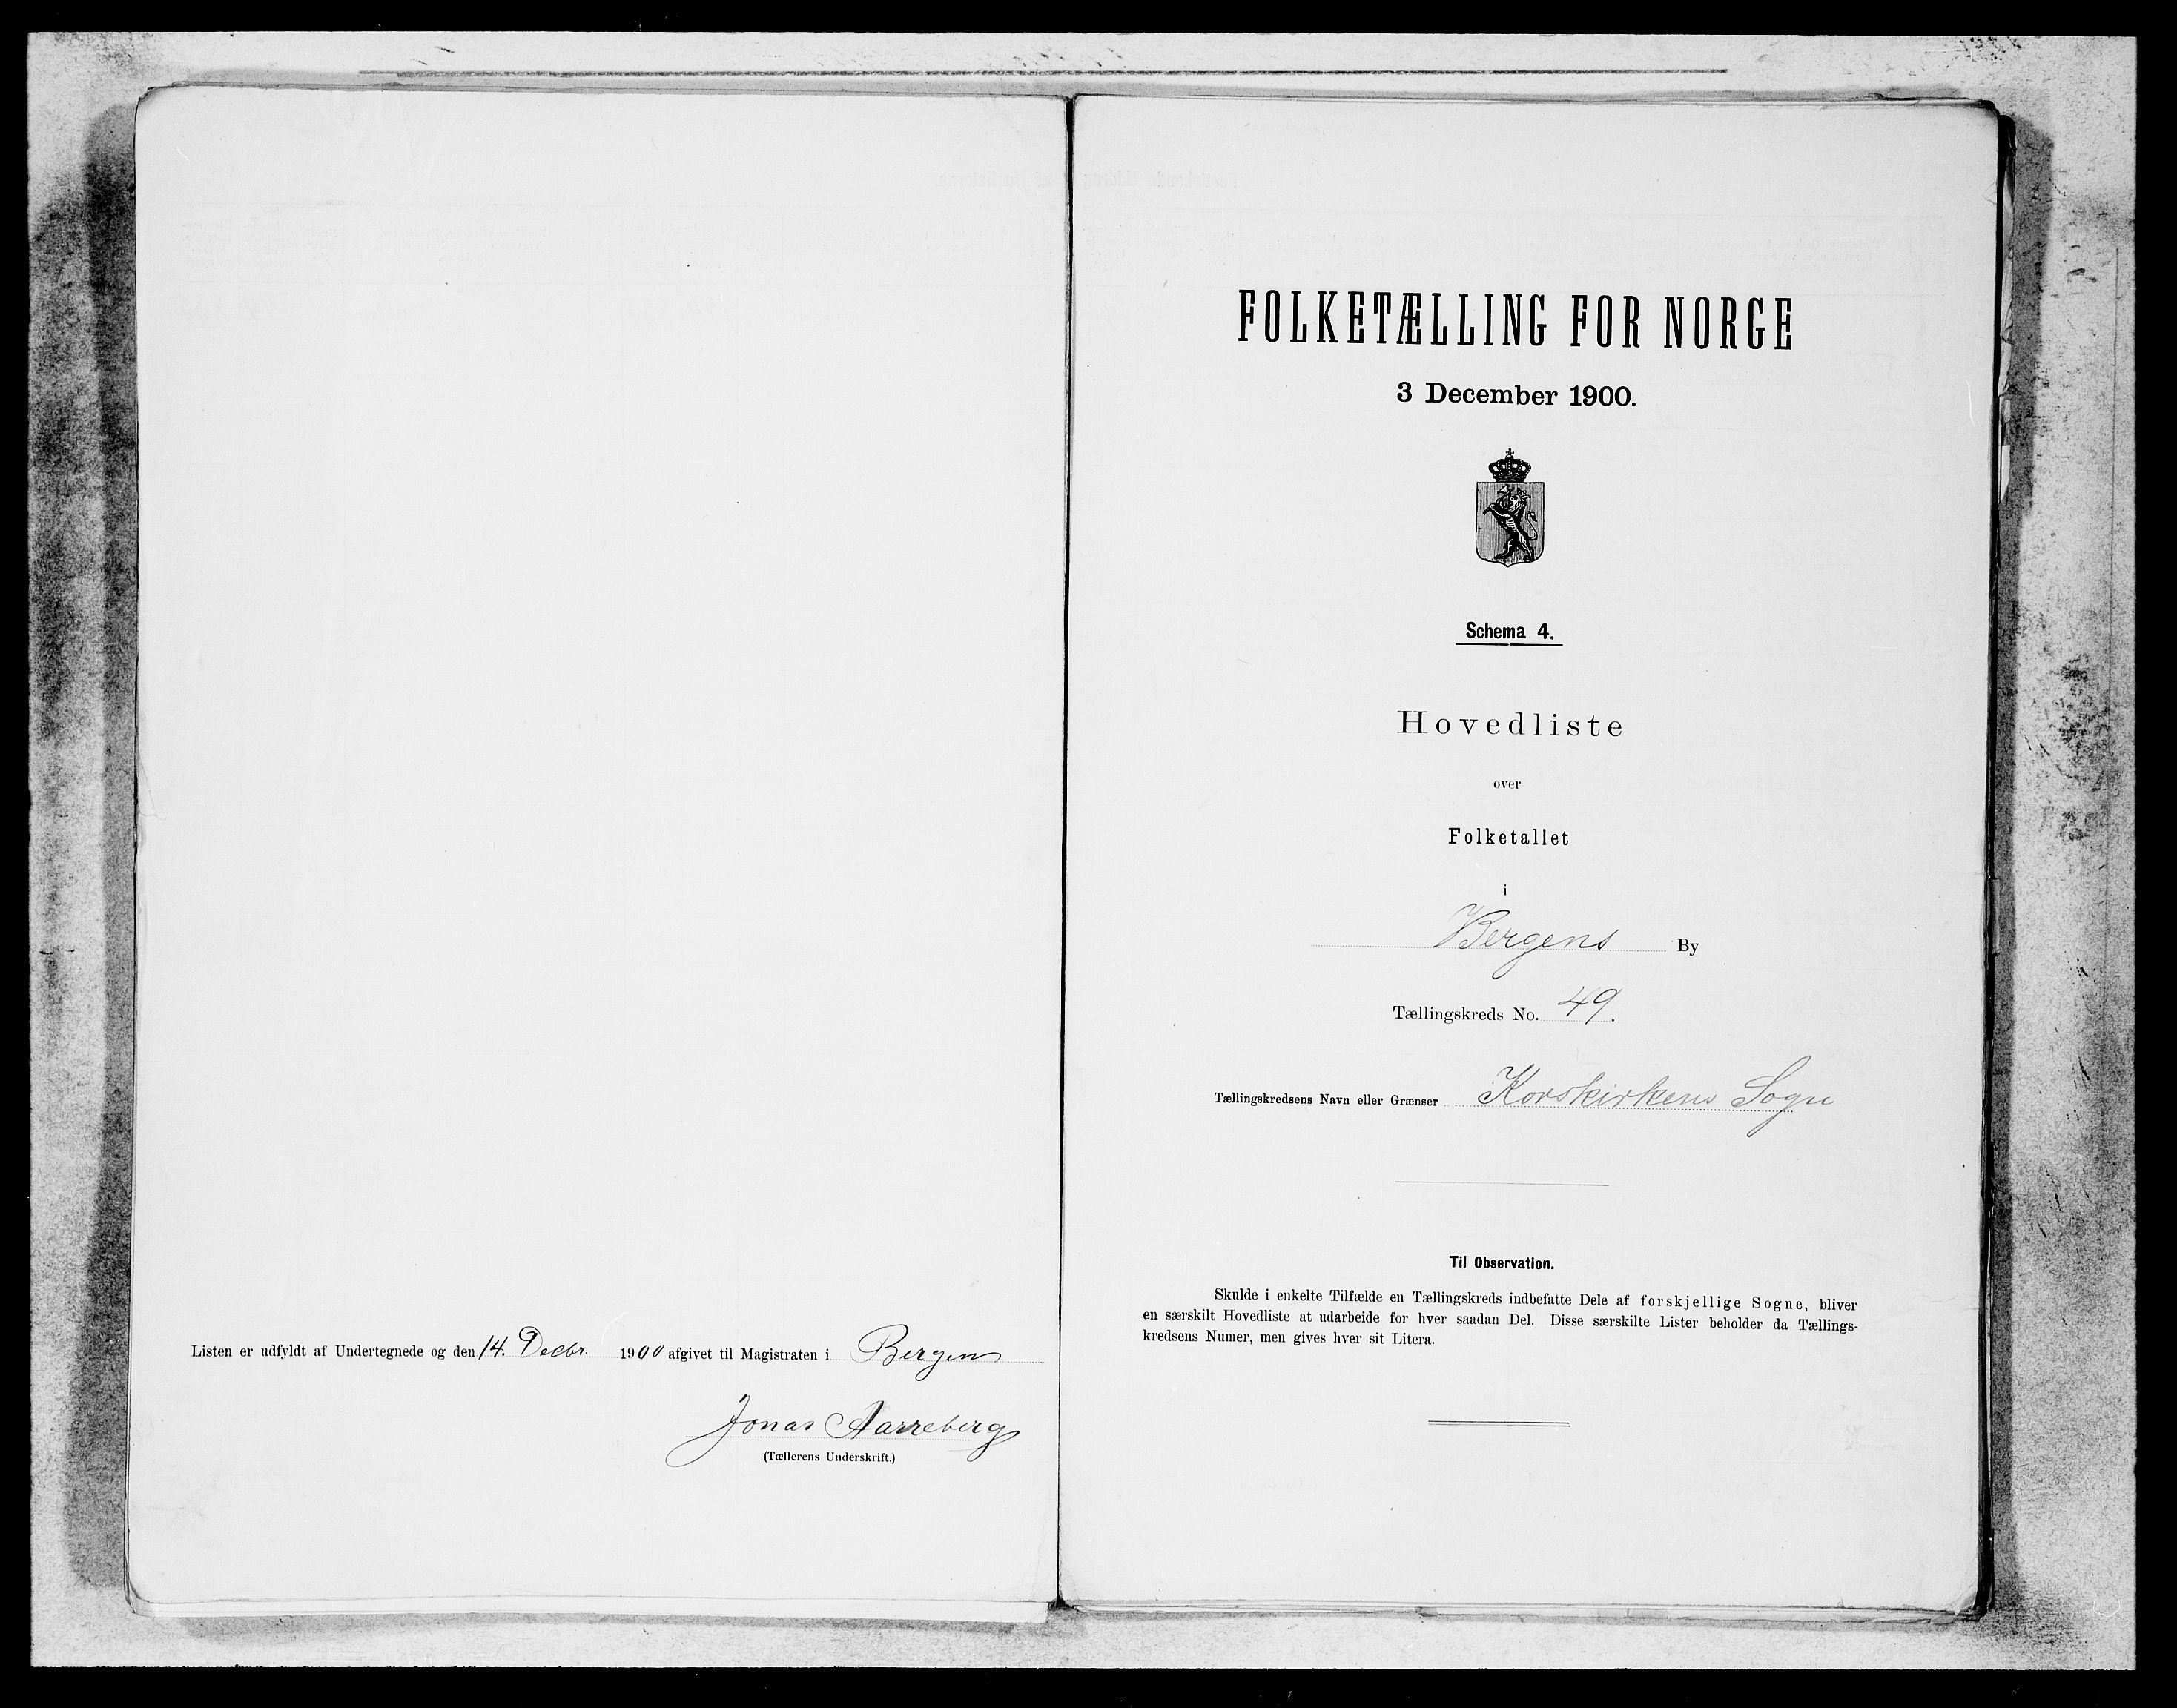 Listen er udfyldt af Undertegnede og den 14. Decbr. 1900 afgivet til Magistraten i Bergen
Jonas Aarreberg
(Tællerens Underskrift.)
FOLKETÆLLING FOR NORGE
3 December 1900.
Schema 4.
Hovedliste
over
Folketallet
i
Bergens By
Tællingskreds No. 49.
Tællingskredsens Navn eller Grænser Korskirkens Sogn
Til Observation.
Skulde i enkelte Tilfælde en Tællingskreds indbefatte Dele af forskjellige Sogne, bliver
en særskilt Hovedliste at udarbeide for hver saadan Del. Disse særskilte Lister beholder da Tællings-
kredsens Numer, men gives hver sit Litera.